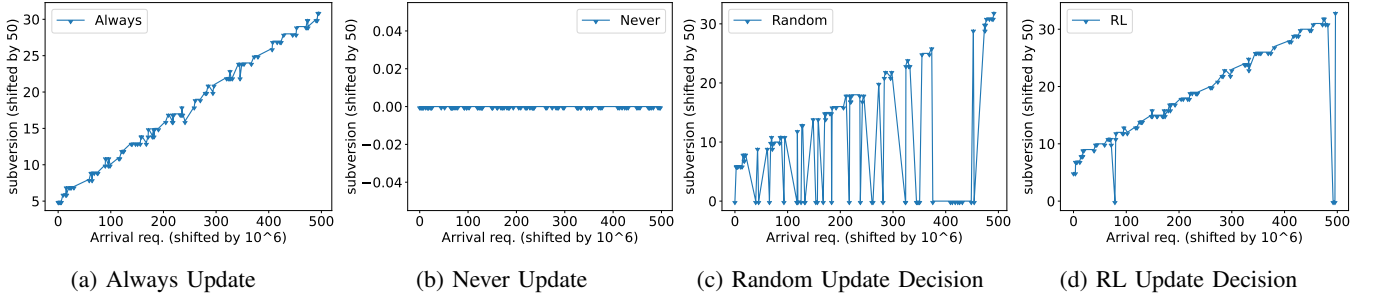 Always
30
25
20
15
10
5
0 100 200 300 400 500
subversion (shifted by 50)
Arrival req. (shifted by 10^6)
(a) Always Update
Never
0.04
0.02
0.00
−0.02
−0.04
0 100 200 300 400 500
subversion (shifted by 50)
Arrival req. (shifted by 10^6)
(b) Never Update
Random
30
20
10
0
0 100 200 300 400 500
subversion (shifted by 50)
Arrival req. (shifted by 10^6)
(c) Random Update Decision
RL
30
20
10
0
0 100 200 300 400 500
subversion (shifted by 50)
Arrival req. (shifted by 10^6)
(d) RL Update Decision